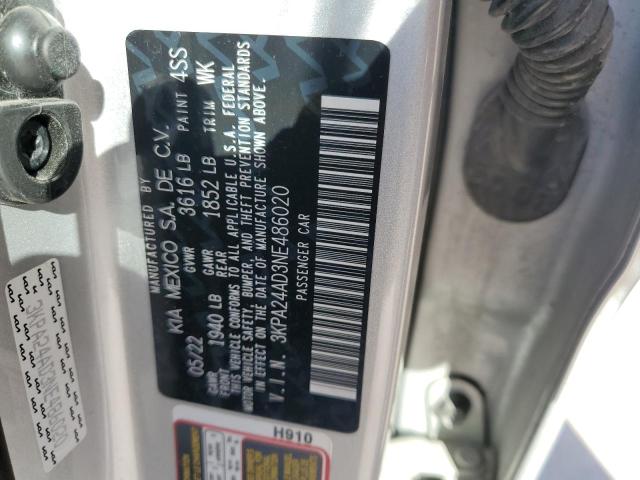 MANUFACTURED BY
KIA MEXICO S.A. DE C.V.
05/22 GVWR 3616 LB PAINT 4SS
GAWR FRONT 1940 LB GAWR REAR 1852 LB TRIM WK
THIS VEHICLE CONFORMS TO ALL APPLICABLE U.S.A. FEDERAL
MOTOR VEHICLE SAFETY, BUMPER, AND THEFT PREVENTION STANDARDS
IN EFFECT ON THE DATE OF MANUFACTURE SHOWN ABOVE.
V.I.N. 3KPA24AD3NE486020
PASSENGER CAR
H910